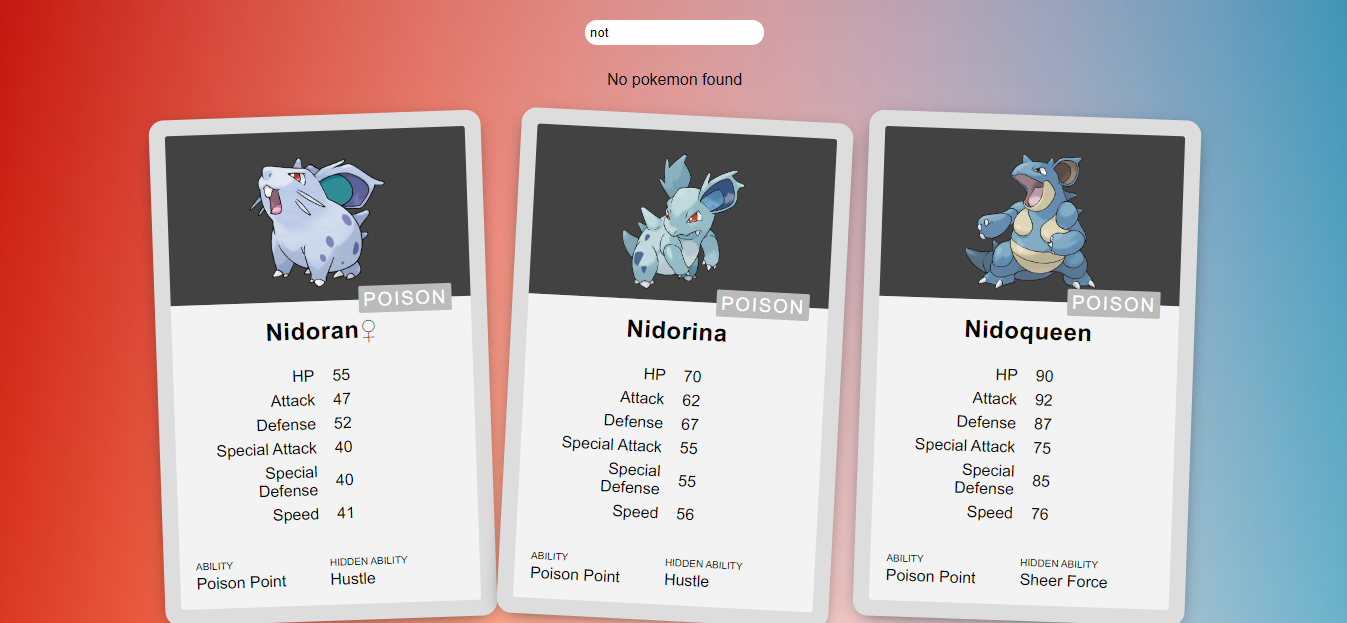 not
No pokemon found
POISON
Nidoran♀
HP 55
Attack 47
Defense 52
Special Attack 40
Special
Defense 40
Speed 41
ABILITY
Poison Point
HIDDEN ABILITY
Hustle
POISON
Nidorina
HP 70
Attack 62
Defense 67
Special Attack 55
Special
Defense 55
Speed 56
ABILITY
Poison Point
HIDDEN ABILITY
Hustle
POISON
Nidoqueen
HP 90
Attack 92
Defense 87
Special Attack 75
Special
Defense 85
Speed 76
ABILITY
Poison Point
HIDDEN ABILITY
Sheer Force